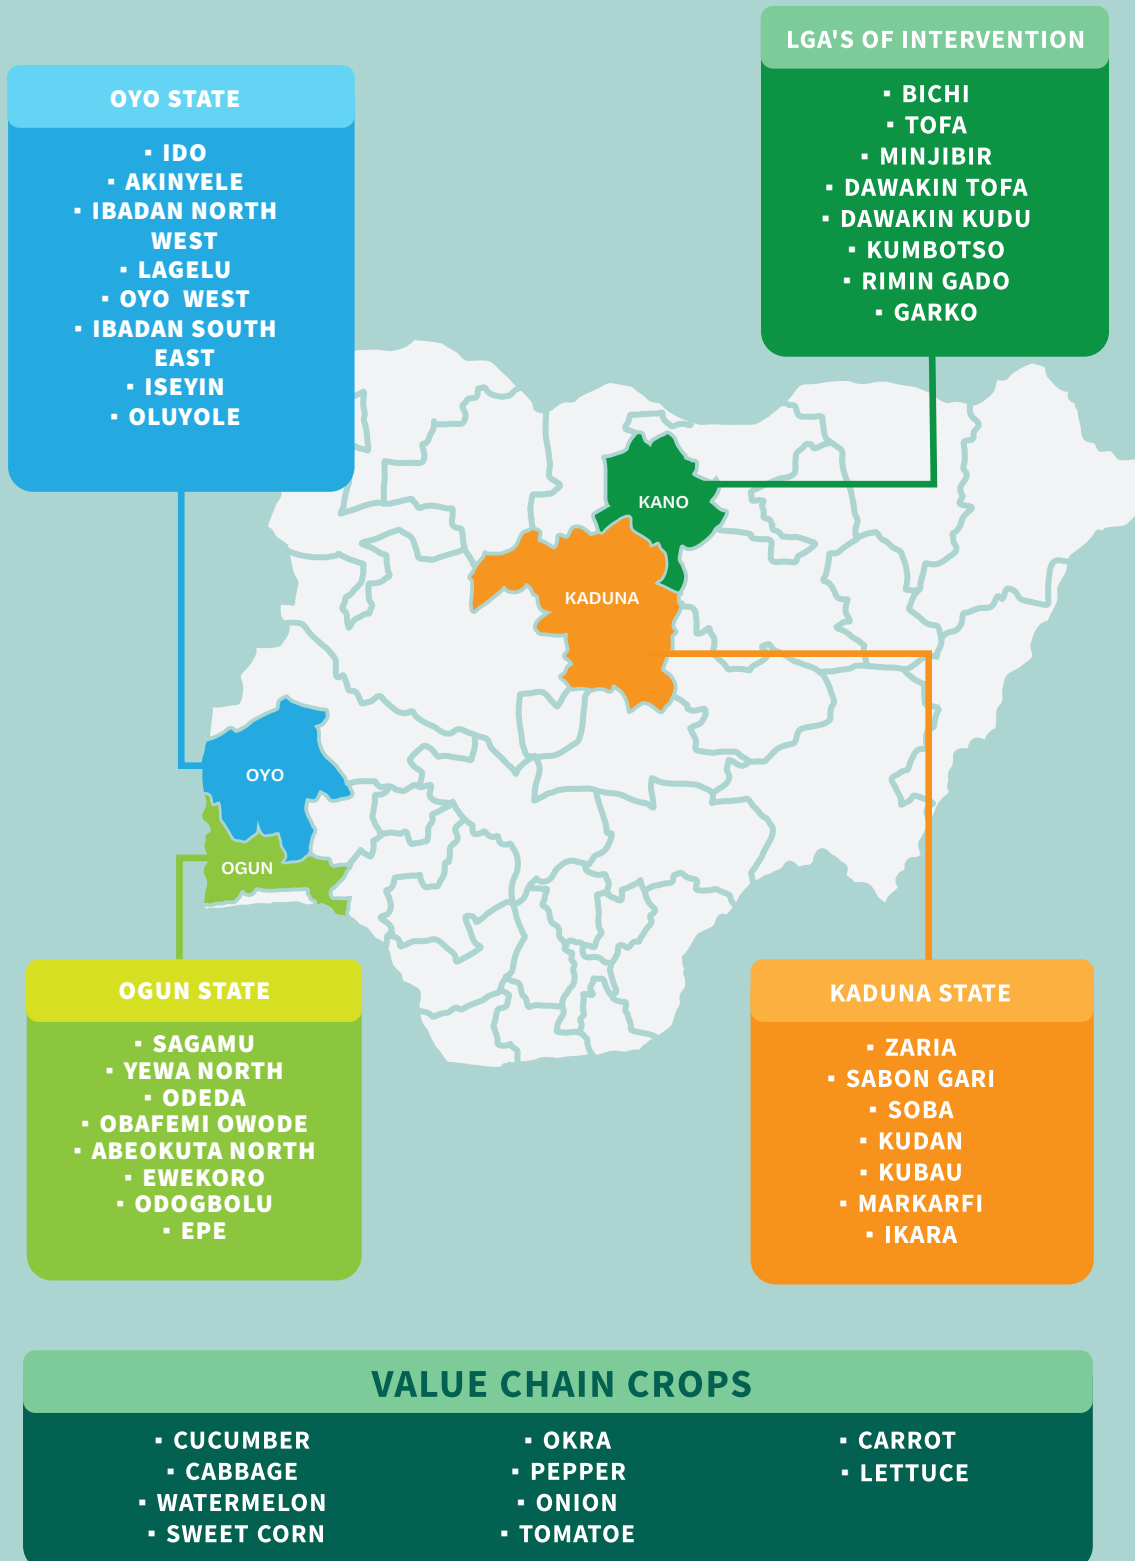 LGA'S OF INTERVENTION
▪ BICHI
▪ TOFA
▪ MINJIBIR
▪ DAWAKIN TOFA
▪ DAWAKIN KUDU
▪ KUMBOTSO
▪ RIMIN GADO
▪ GARKO
OYO STATE
▪ IDO
▪ AKINYELE
▪ IBADAN NORTH
WEST
▪ LAGELU
▪ OYO WEST
▪ IBADAN SOUTH
EAST
▪ ISEYIN
▪ OLUYOLE
KANO
KADUNA
OYO
OGUN
OGUN STATE
▪ SAGAMU
▪ YEWA NORTH
▪ ODEDA
▪ OBAFEMI OWODE
▪ ABEOKUTA NORTH
▪ EWEKORO
▪ ODOGBOLU
▪ EPE
KADUNA STATE
▪ ZARIA
▪ SABON GARI
▪ SOBA
▪ KUDAN
▪ KUBAU
▪ MARKARFI
▪ IKARA
VALUE CHAIN CROPS
▪ CUCUMBER
▪ CABBAGE
▪ WATERMELON
▪ SWEET CORN
▪ OKRA
▪ PEPPER
▪ ONION
▪ TOMATOE
▪ CARROT
▪ LETTUCE